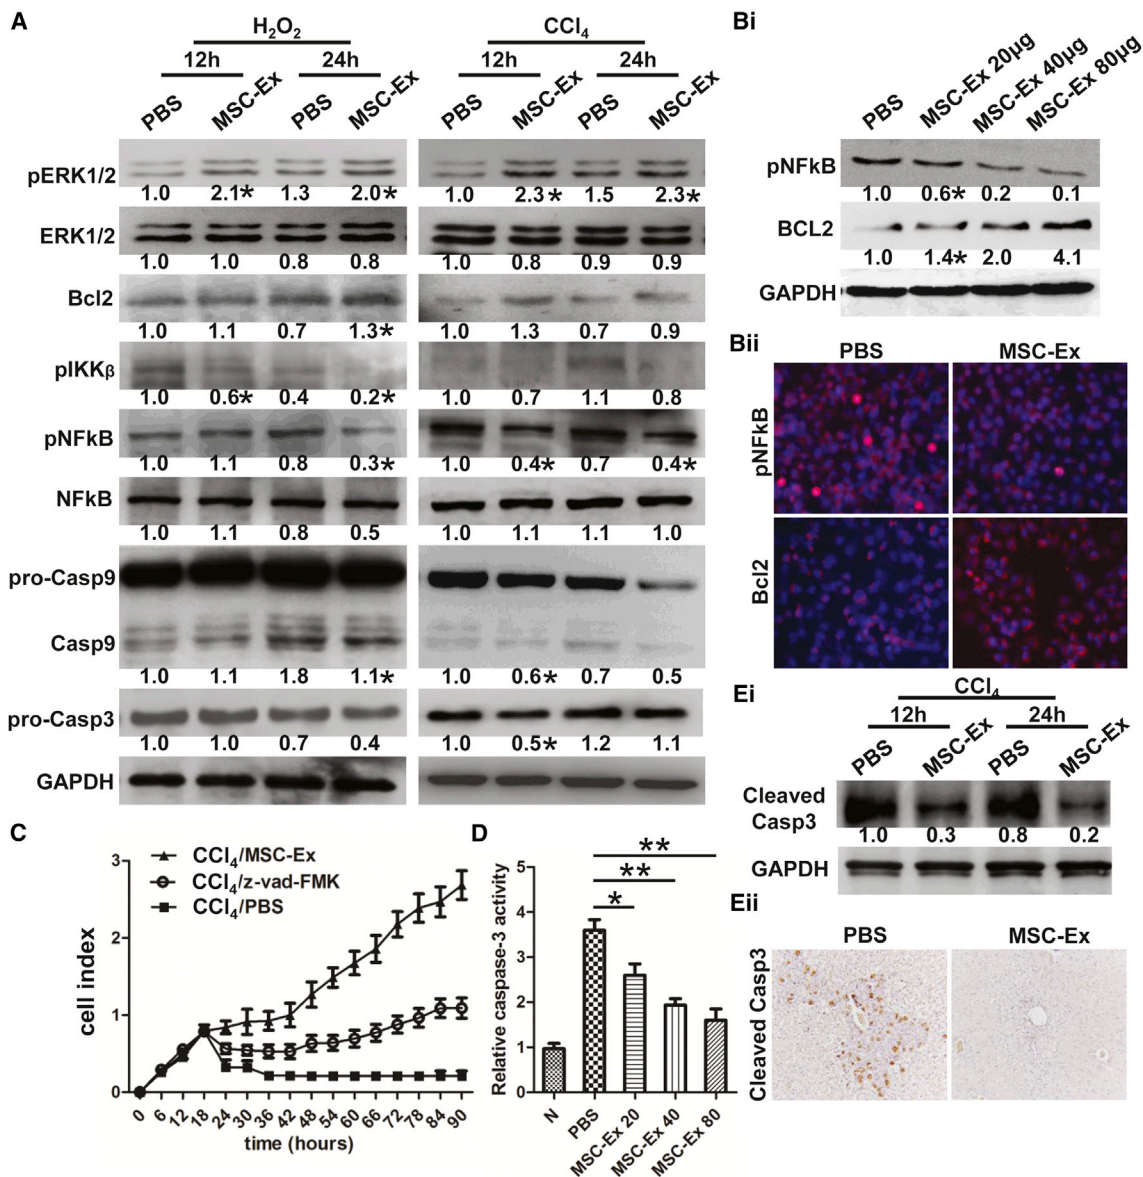 A
H2O2
CCl4
12h 24h 12h 24h
PBS MSC-Ex PBS MSC-Ex PBS MSC-Ex PBS MSC-Ex
pERK1/2
1.0 2.1* 1.3 2.0* 1.0 2.3* 1.5 2.3*
ERK1/2
1.0 1.0 0.8 0.8 1.0 0.8 0.9 0.9
Bcl2
1.0 1.1 0.7 1.3* 1.0 1.3 0.7 0.9
pIKKβ
1.0 0.6* 0.4 0.2* 1.0 0.7 1.1 0.8
pNFkB
1.0 1.1 0.8 0.3* 1.0 0.4* 0.7 0.4*
NFkB
1.0 1.1 0.8 0.5 1.0 1.1 1.1 1.0
pro-Casp9
Casp9
1.0 1.1 1.8 1.1* 1.0 0.6* 0.7 0.5
pro-Casp3
1.0 1.0 0.7 0.4 1.0 0.5* 1.2 1.1
GAPDH
Bi
PBS MSC-Ex 20μg MSC-Ex 40μg MSC-Ex 80μg
pNFkB
1.0 0.6* 0.2 0.1
BCL2
1.0 1.4* 2.0 4.1
GAPDH
Bii
PBS MSC-Ex
pNFkB
Bcl2
C
CCl4/MSC-Ex
CCl4/z-vad-FMK
CCl4/PBS
cell index
3
2
1
0
0 6 12 18 24 30 36 42 48 54 60 66 72 78 84 90
time (hours)
D
**
**
*
Relative caspase-3 activity
5
4
3
2
1
0
N PBS MSC-Ex 20 MSC-Ex 40 MSC-Ex 80
Ei
CCl4
12h 24h
PBS MSC-Ex PBS MSC-Ex
Cleaved
Casp3
1.0 0.3 0.8 0.2
GAPDH
Eii
PBS MSC-Ex
Cleaved Casp3